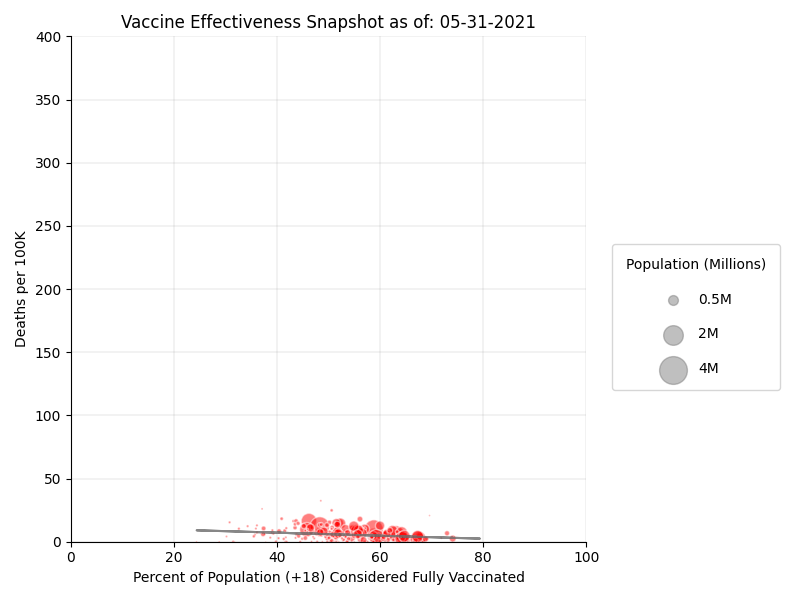 Vaccine Effectiveness Snapshot as of: 05-31-2021
400
350
300
250
200
150
100
50
0
Deaths per 100K
0 20 40 60 80 100
Percent of Population (+18) Considered Fully Vaccinated
Population (Millions)
0.5M
2M
4M